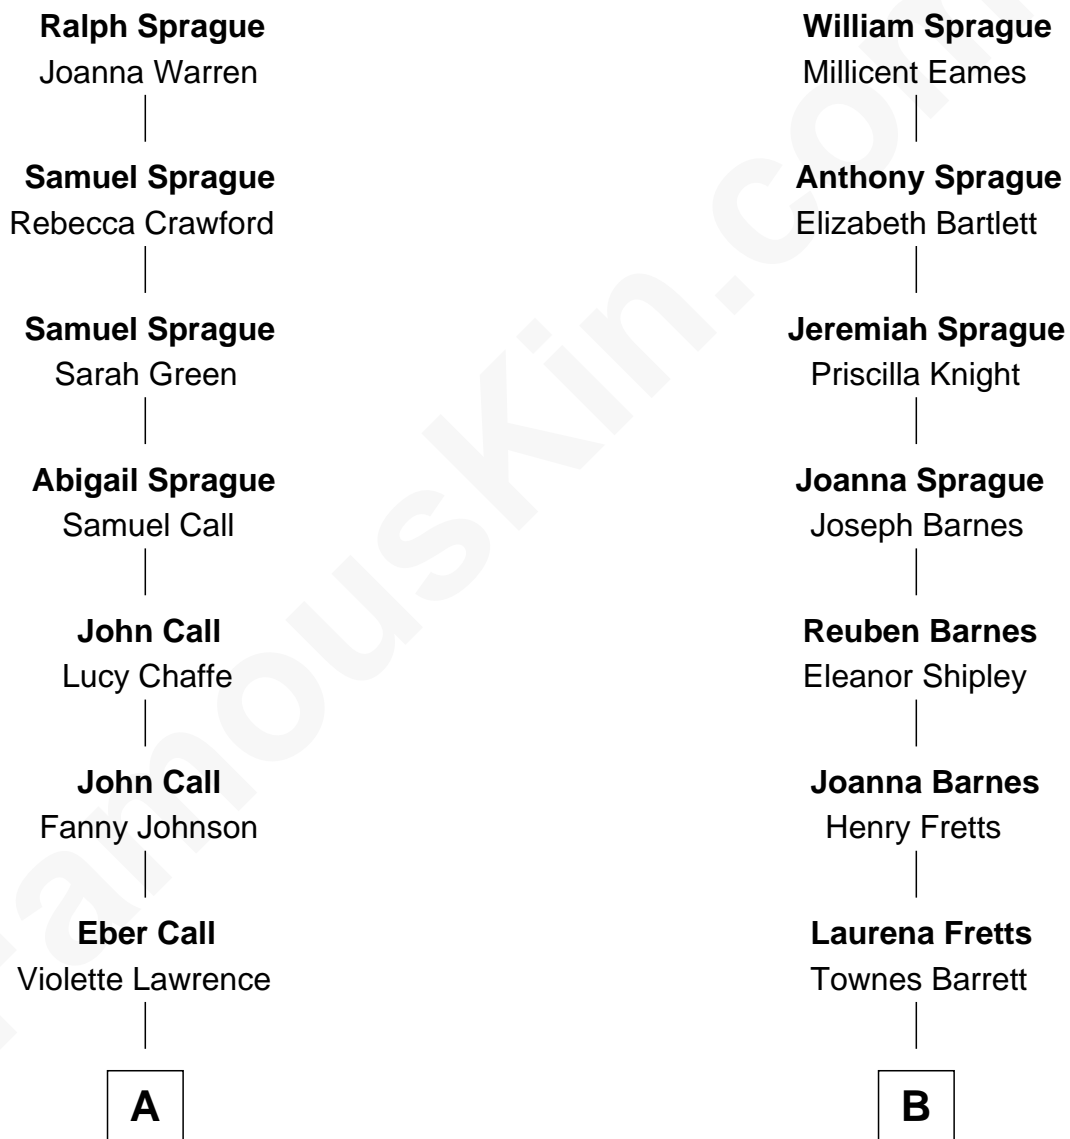 Ralph Sprague
Joanna Warren
Samuel Sprague
Rebecca Crawford
Samuel Sprague
Sarah Green
Abigail Sprague
Samuel Call
John Call
Lucy Chaffe
John Call
Fanny Johnson
Eber Call
Violette Lawrence
A
William Sprague
Millicent Eames
Anthony Sprague
Elizabeth Bartlett
Jeremiah Sprague
Priscilla Knight
Joanna Sprague
Joseph Barnes
Reuben Barnes
Eleanor Shipley
Joanna Barnes
Henry Fretts
Laurena Fretts
Townes Barrett
B
FamousKin.com